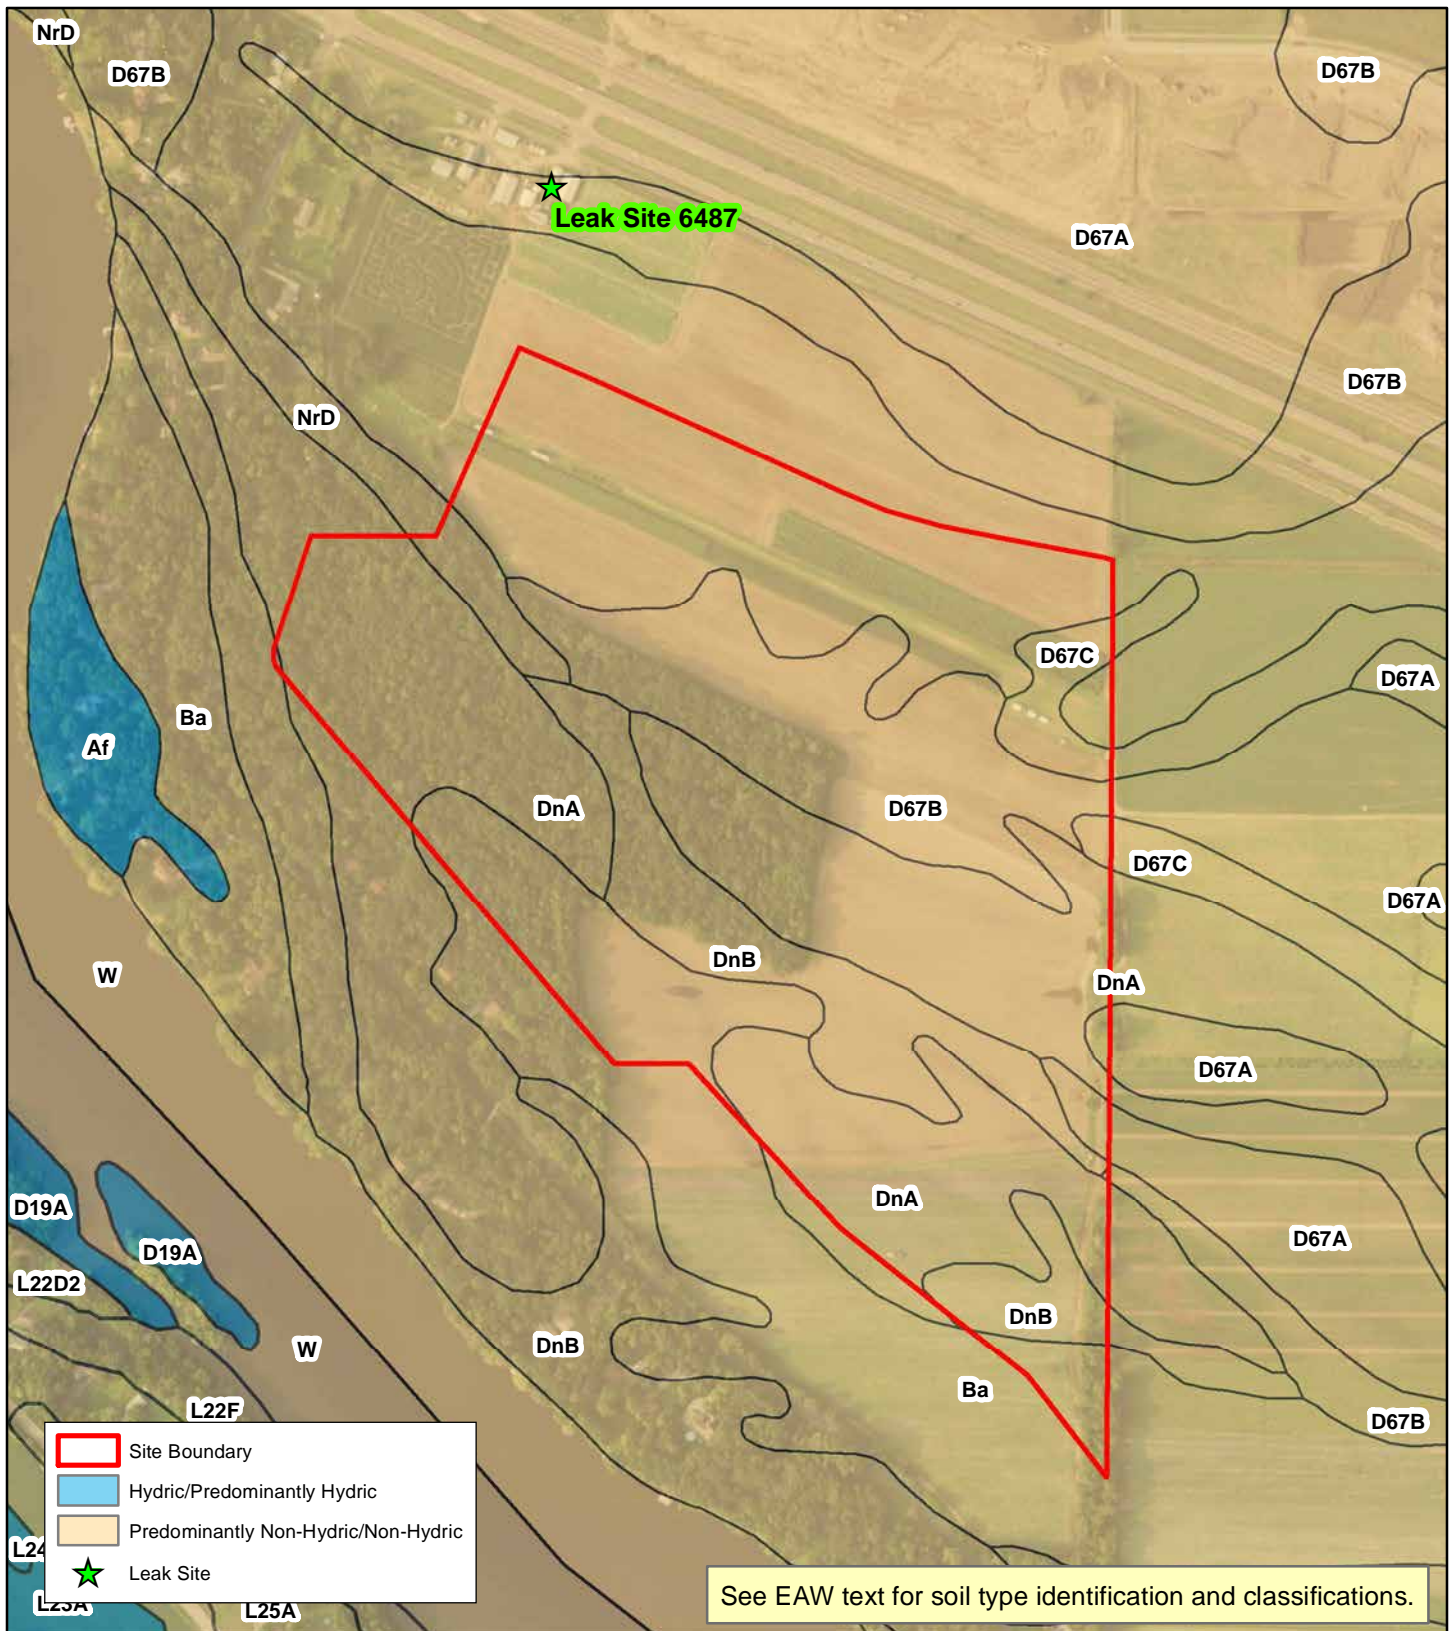 NrD
D67B
D67B
Leak Site 6487
D67A
D67B
NrD
D67C
D67A
Ba
Af
DnA
D67B
D67C
D67A
DnB
W
DnA
D67A
D19A
DnA
D19A
D67A
L22D2
DnB
DnB
W
Ba
L22F
D67B
Site Boundary
Hydric/Predominantly Hydric
Predominantly Non-Hydric/Non-Hydric
Leak Site
See EAW text for soil type identification and classifications.
L23A
L25A